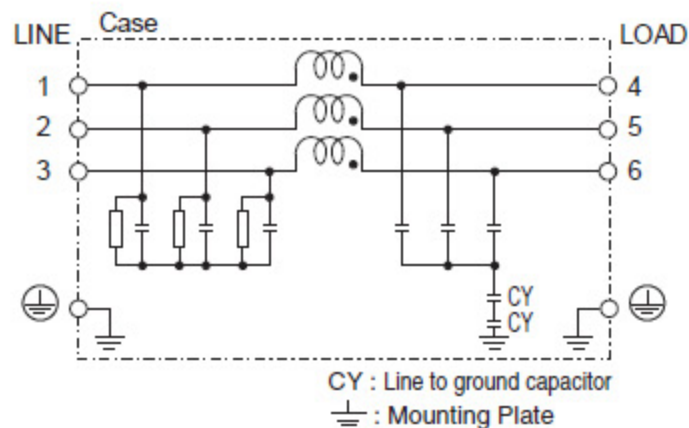 Case
LINE
LOAD
1
4
2
5
3
6
CY
CY
CY : Line to ground capacitor
: Mounting Plate